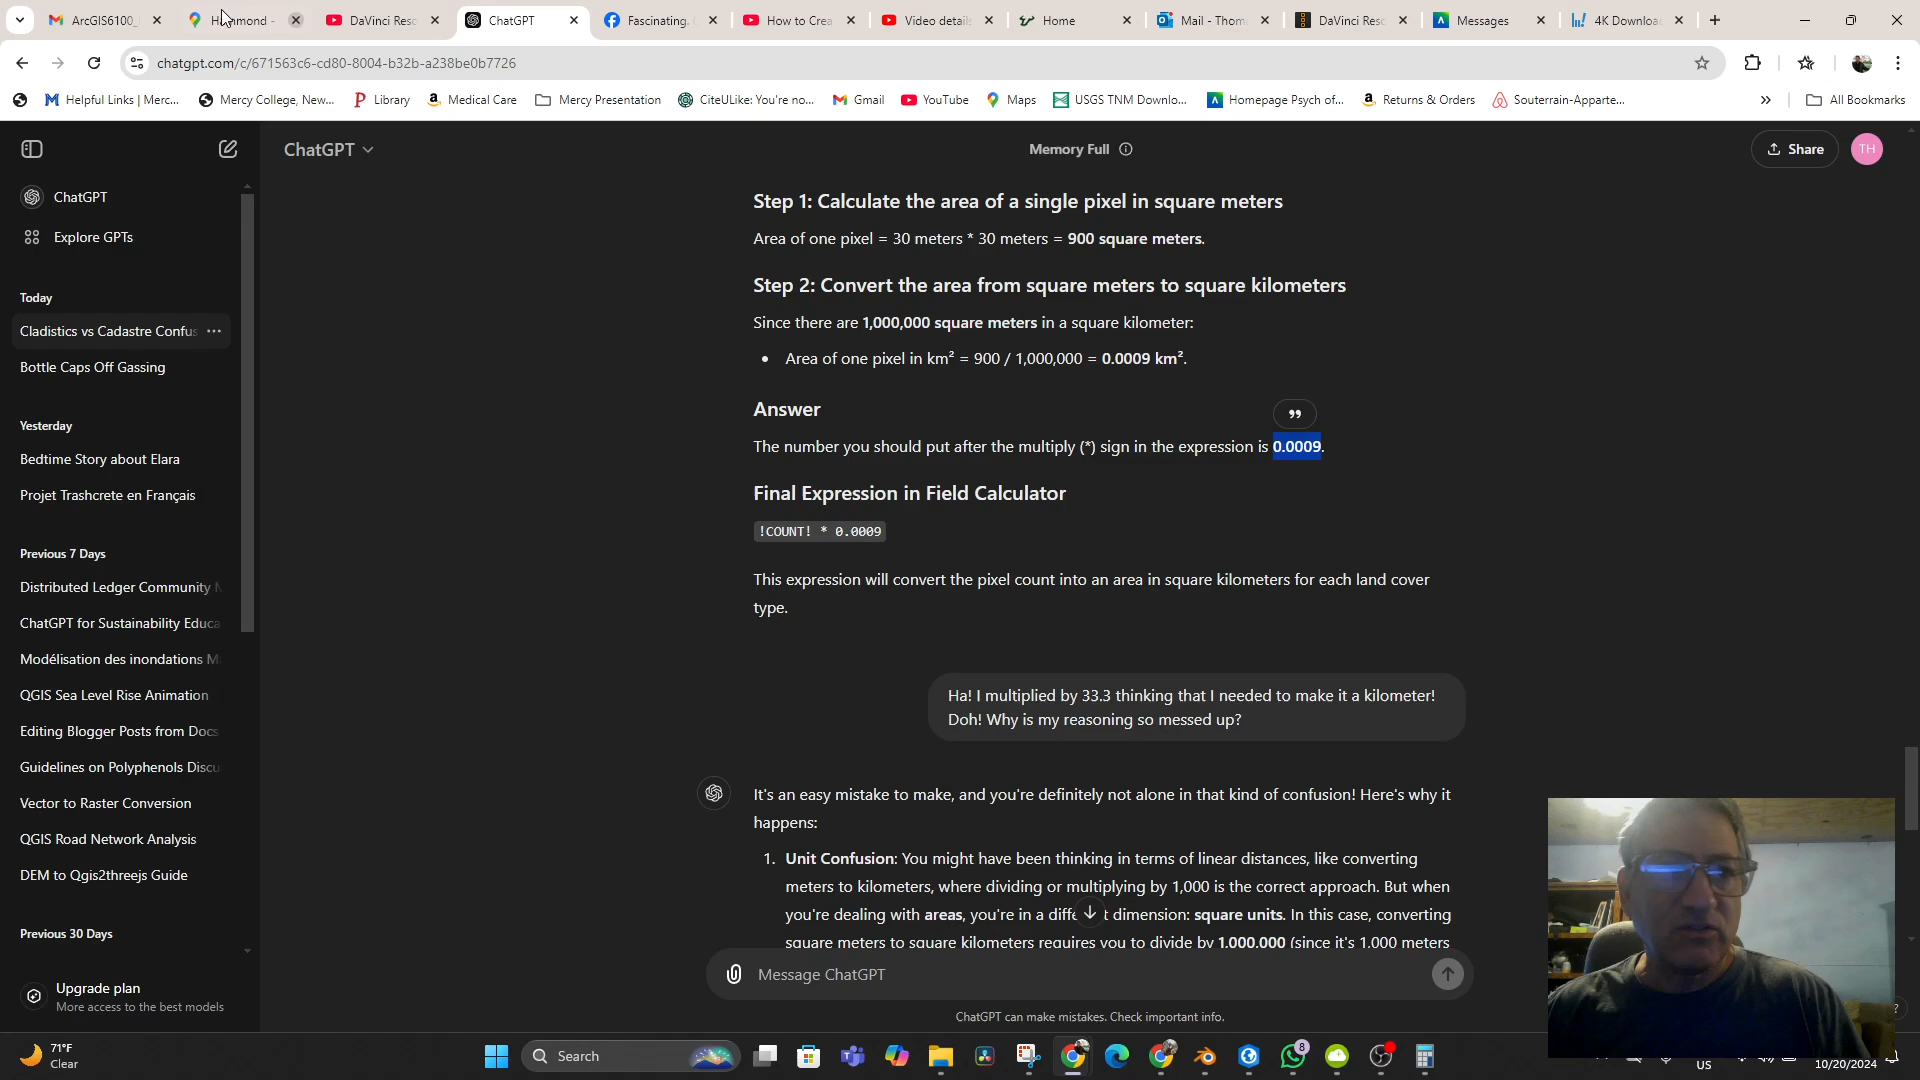 ArcGIS6100_
Hammond -
DaVinci Reso
ChatGPT
Fascinating.
How to Crea
Video details
Home
Mail - Thom
DaVinci Reso
Messages
4K Downloa
chatgpt.com/c/671563c6-cd80-8004-b32b-a238be0b7726
Helpful Links | Merc...
Mercy College, New...
Library
Medical Care
Mercy Presentation
CiteULike: You're no...
Gmail
YouTube
Maps
USGS TNM Downlo...
Homepage Psych of...
Returns & Orders
Souterrain-Apparte...
All Bookmarks
ChatGPT
Memory Full
Share
TH
ChatGPT
Explore GPTs
Today
Cladistics vs Cadastre Confus
Bottle Caps Off Gassing
Yesterday
Bedtime Story about Elara
Projet Trashcrete en Français
Previous 7 Days
Distributed Ledger Community
ChatGPT for Sustainability Educa
Modélisation des inondations
QGIS Sea Level Rise Animation
Editing Blogger Posts from Docs
Guidelines on Polyphenols Discu
Vector to Raster Conversion
QGIS Road Network Analysis
DEM to Qgis2threejs Guide
Previous 30 Days
Upgrade plan
More access to the best models
Step 1: Calculate the area of a single pixel in square meters
Area of one pixel = 30 meters * 30 meters = 900 square meters.
Step 2: Convert the area from square meters to square kilometers
Since there are 1,000,000 square meters in a square kilometer:
• Area of one pixel in km² = 900 / 1,000,000 = 0.0009 km².
Answer
The number you should put after the multiply (*) sign in the expression is 0.0009.
Final Expression in Field Calculator
!COUNT! * 0.0009
This expression will convert the pixel count into an area in square kilometers for each land cover
type.
Ha! I multiplied by 33.3 thinking that I needed to make it a kilometer!
Doh! Why is my reasoning so messed up?
It's an easy mistake to make, and you're definitely not alone in that kind of confusion! Here's why it
happens:
1. Unit Confusion: You might have been thinking in terms of linear distances, like converting
meters to kilometers, where dividing or multiplying by 1,000 is the correct approach. But when
you're dealing with areas, you're in a diffe t dimension: square units. In this case, converting
square meters to square kilometers requires you to divide by 1,000,000 (since it's 1,000 meters
Message ChatGPT
ChatGPT can make mistakes. Check important info.
?
71°F
Clear
Search
8
US
10/20/2024